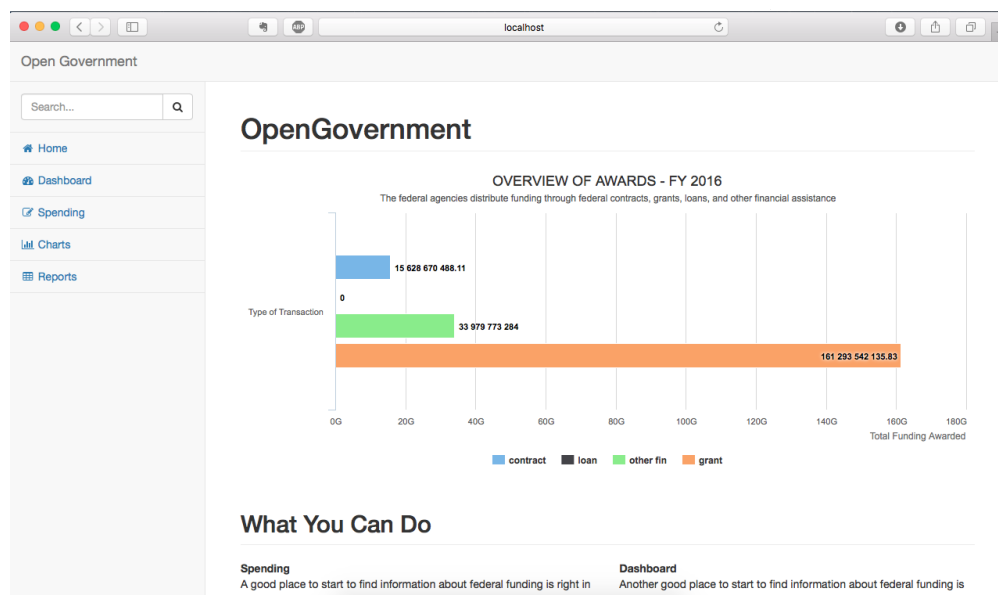 localhost
Open Government
Search...
Home
Dashboard
Spending
Charts
Reports
OpenGovernment
OVERVIEW OF AWARDS - FY 2016
The federal agencies distribute funding through federal contracts, grants, loans, and other financial assistance
15 628 670 488.11
0
Type of Transaction
33 979 773 284
161 293 542 135.83
0G 20G 40G 60G 80G 100G 120G 140G 160G 180G
Total Funding Awarded
contract loan other fin grant
What You Can Do
Spending
A good place to start to find information about federal funding is right in
Dashboard
Another good place to start to find information about federal funding is
ABP